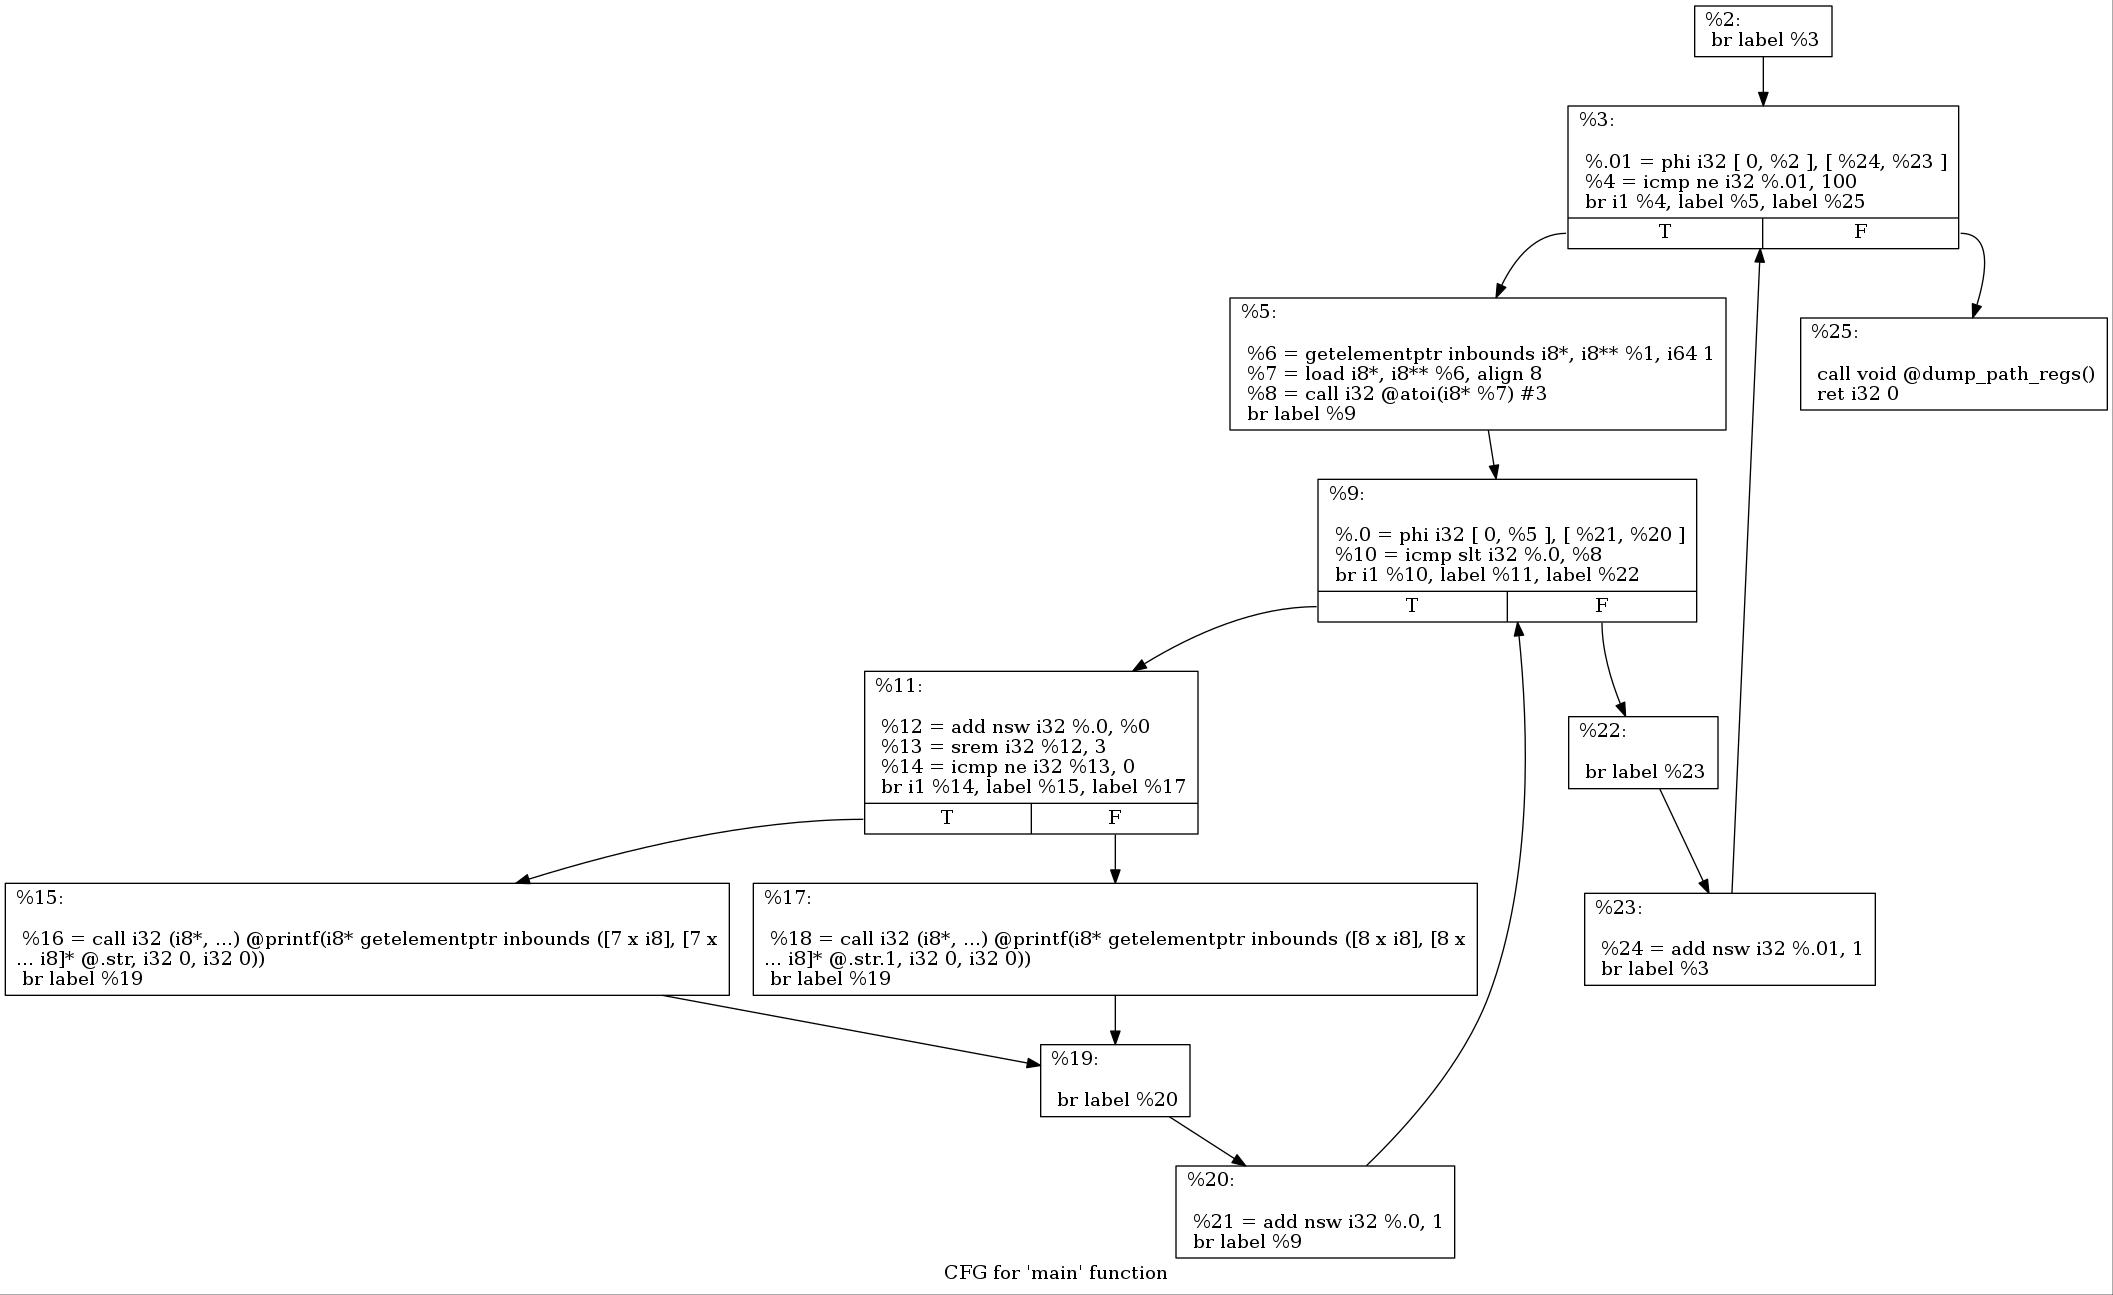 %2:
br label %3
%3:
%.01 = phi i32 [ 0, %2 ], [ %24, %23 ]
%4 = icmp ne i32 %.01, 100
br i1 %4, label %5, label %25
T
F
%5:
%6 = getelementptr inbounds i8*, i8** %1, i64 1
%7 = load i8*, i8** %6, align 8
%8 = call i32 @atoi(i8* %7) #3
br label %9
%25:
call void @dump_path_regs()
ret i32 0
%9:
%.0 = phi i32 [ 0, %5 ], [ %21, %20 ]
%10 = icmp slt i32 %.0, %8
br i1 %10, label %11, label %22
T
F
%11:
%12 = add nsw i32 %.0, %0
%13 = srem i32 %12, 3
%14 = icmp ne i32 %13, 0
br i1 %14, label %15, label %17
T
F
%22:
br label %23
%15:
%16 = call i32 (i8*, ...) @printf(i8* getelementptr inbounds ([7 x i8], [7 x
... i8]* @.str, i32 0, i32 0))
br label %19
%17:
%18 = call i32 (i8*, ...) @printf(i8* getelementptr inbounds ([8 x i8], [8 x
... i8]* @.str.1, i32 0, i32 0))
br label %19
%23:
%24 = add nsw i32 %.01, 1
br label %3
%19:
br label %20
%20:
%21 = add nsw i32 %.0, 1
br label %9
CFG for 'main' function